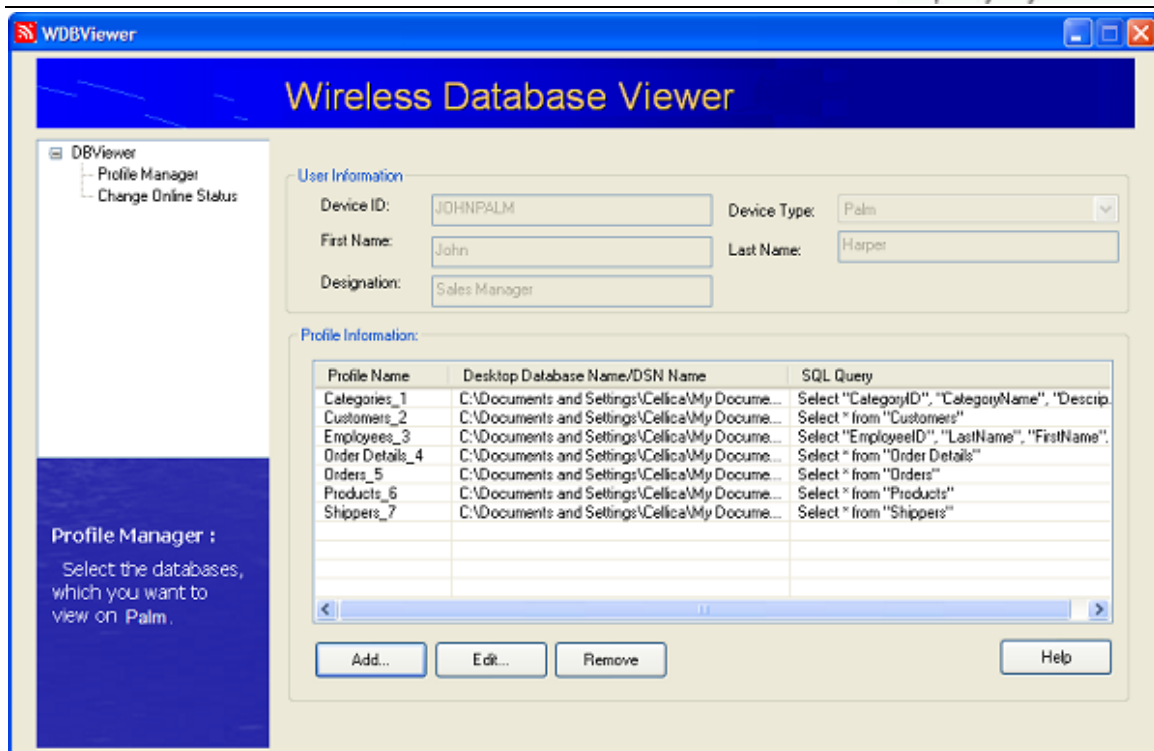 WDBViewer
Wireless Database Viewer
DBViewer
Profile Manager
Change Online Status
User Information
Device ID: JOHNPALM Device Type: Palm
First Name: John Last Name: Harper
Designation: Sales Manager
Profile Information:
Profile Name Desktop Database Name/DSN Name SQL Query
Categories_1 C:\Documents and Settings\Cellica\My Docume... Select "CategoryID", "CategoryName", "Descrip.
Customers_2 C:\Documents and Settings\Cellica\My Docume... Select * from "Customers"
Employees_3 C:\Documents and Settings\Cellica\My Docume... Select "EmployeeID", "LastName", "FirstName".
Order Details_4 C:\Documents and Settings\Cellica\My Docume... Select * from "Order Details"
Orders_5 C:\Documents and Settings\Cellica\My Docume... Select * from "Orders"
Products_6 C:\Documents and Settings\Cellica\My Docume... Select * from "Products"
Shippers_7 C:\Documents and Settings\Cellica\My Docume... Select * from "Shippers"
Profile Manager :
Select the databases,
which you want to
view on Palm.
Add... Edit... Remove Help